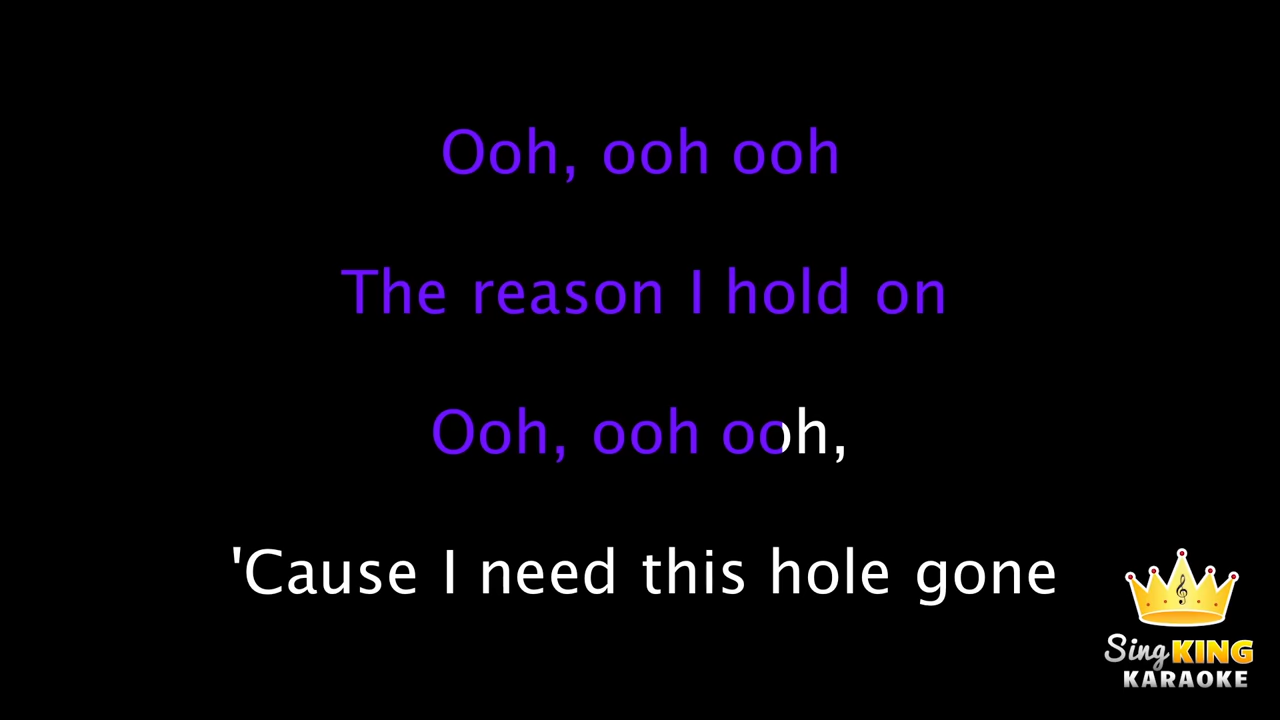 Ooh, ooh ooh
The reason I hold on
Ooh, ooh ooh,
'Cause I need this hole gone
Sing KING
KARAOKE